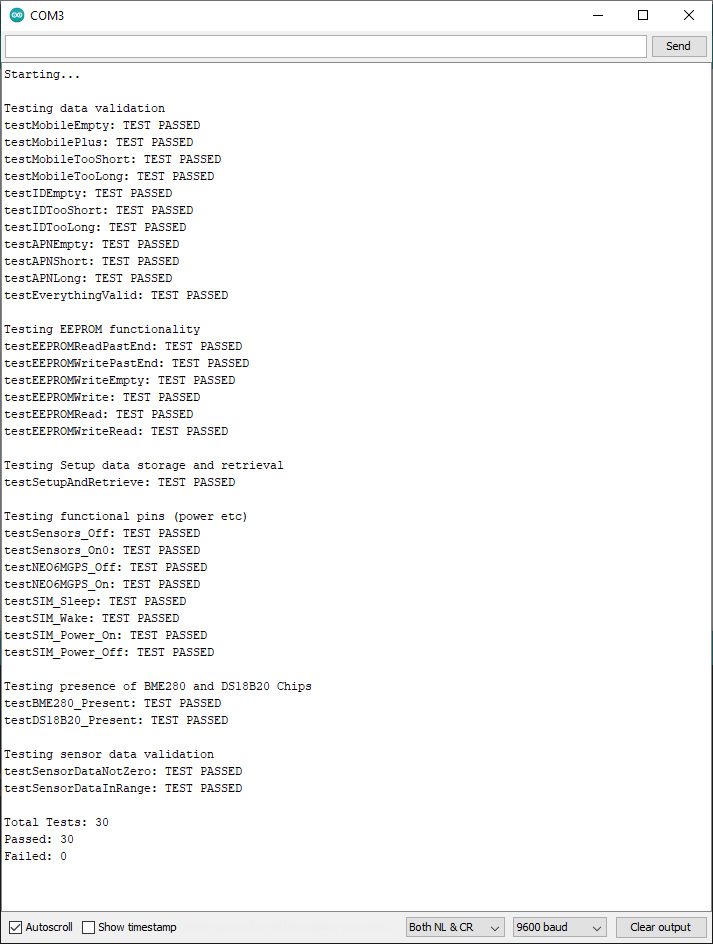 COM3
Send
Starting...
Testing data validation
testMobileEmpty: TEST PASSED
testMobilePlus: TEST PASSED
testMobileTooShort: TEST PASSED
testMobileTooLong: TEST PASSED
testIDEmpty: TEST PASSED
testIDTooShort: TEST PASSED
testIDTooLong: TEST PASSED
testAPNEmpty: TEST PASSED
testAPNShort: TEST PASSED
testAPNLong: TEST PASSED
testEverythingValid: TEST PASSED
Testing EEPROM functionality
testEEPROMReadPastEnd: TEST PASSED
testEEPROMWritePastEnd: TEST PASSED
testEEPROMWriteEmpty: TEST PASSED
testEEPROMWrite: TEST PASSED
testEEPROMRead: TEST PASSED
testEEPROMWriteRead: TEST PASSED
Testing Setup data storage and retrieval
testSetupAndRetrieve: TEST PASSED
Testing functional pins (power etc)
testSensors_Off: TEST PASSED
testSensors_On0: TEST PASSED
testNEO6MGPS_Off: TEST PASSED
testNEO6MGPS_On: TEST PASSED
testSIM_Sleep: TEST PASSED
testSIM_Wake: TEST PASSED
testSIM_Power_On: TEST PASSED
testSIM_Power_Off: TEST PASSED
Testing presence of BME280 and DS18B20 Chips
testBME280_Present: TEST PASSED
testDS18B20_Present: TEST PASSED
Testing sensor data validation
testSensorDataNotZero: TEST PASSED
testSensorDataInRange: TEST PASSED
Total Tests: 30
Passed: 30
Failed: 0
Autoscroll Show timestamp Both NL & CR 9600 baud Clear output